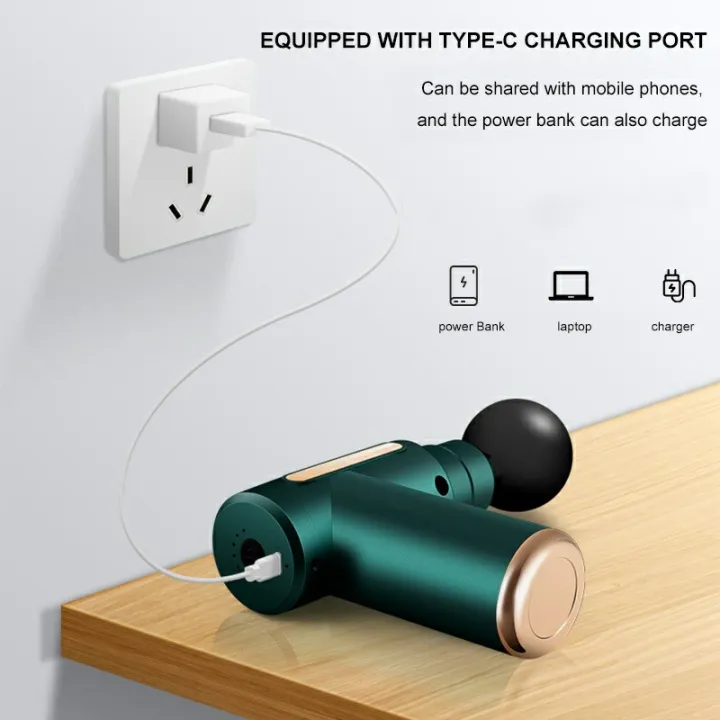 EQUIPPED WITH TYPE-C CHARGING PORT
Can be shared with mobile phones,
and the power bank can also charge
power Bank
laptop
charger